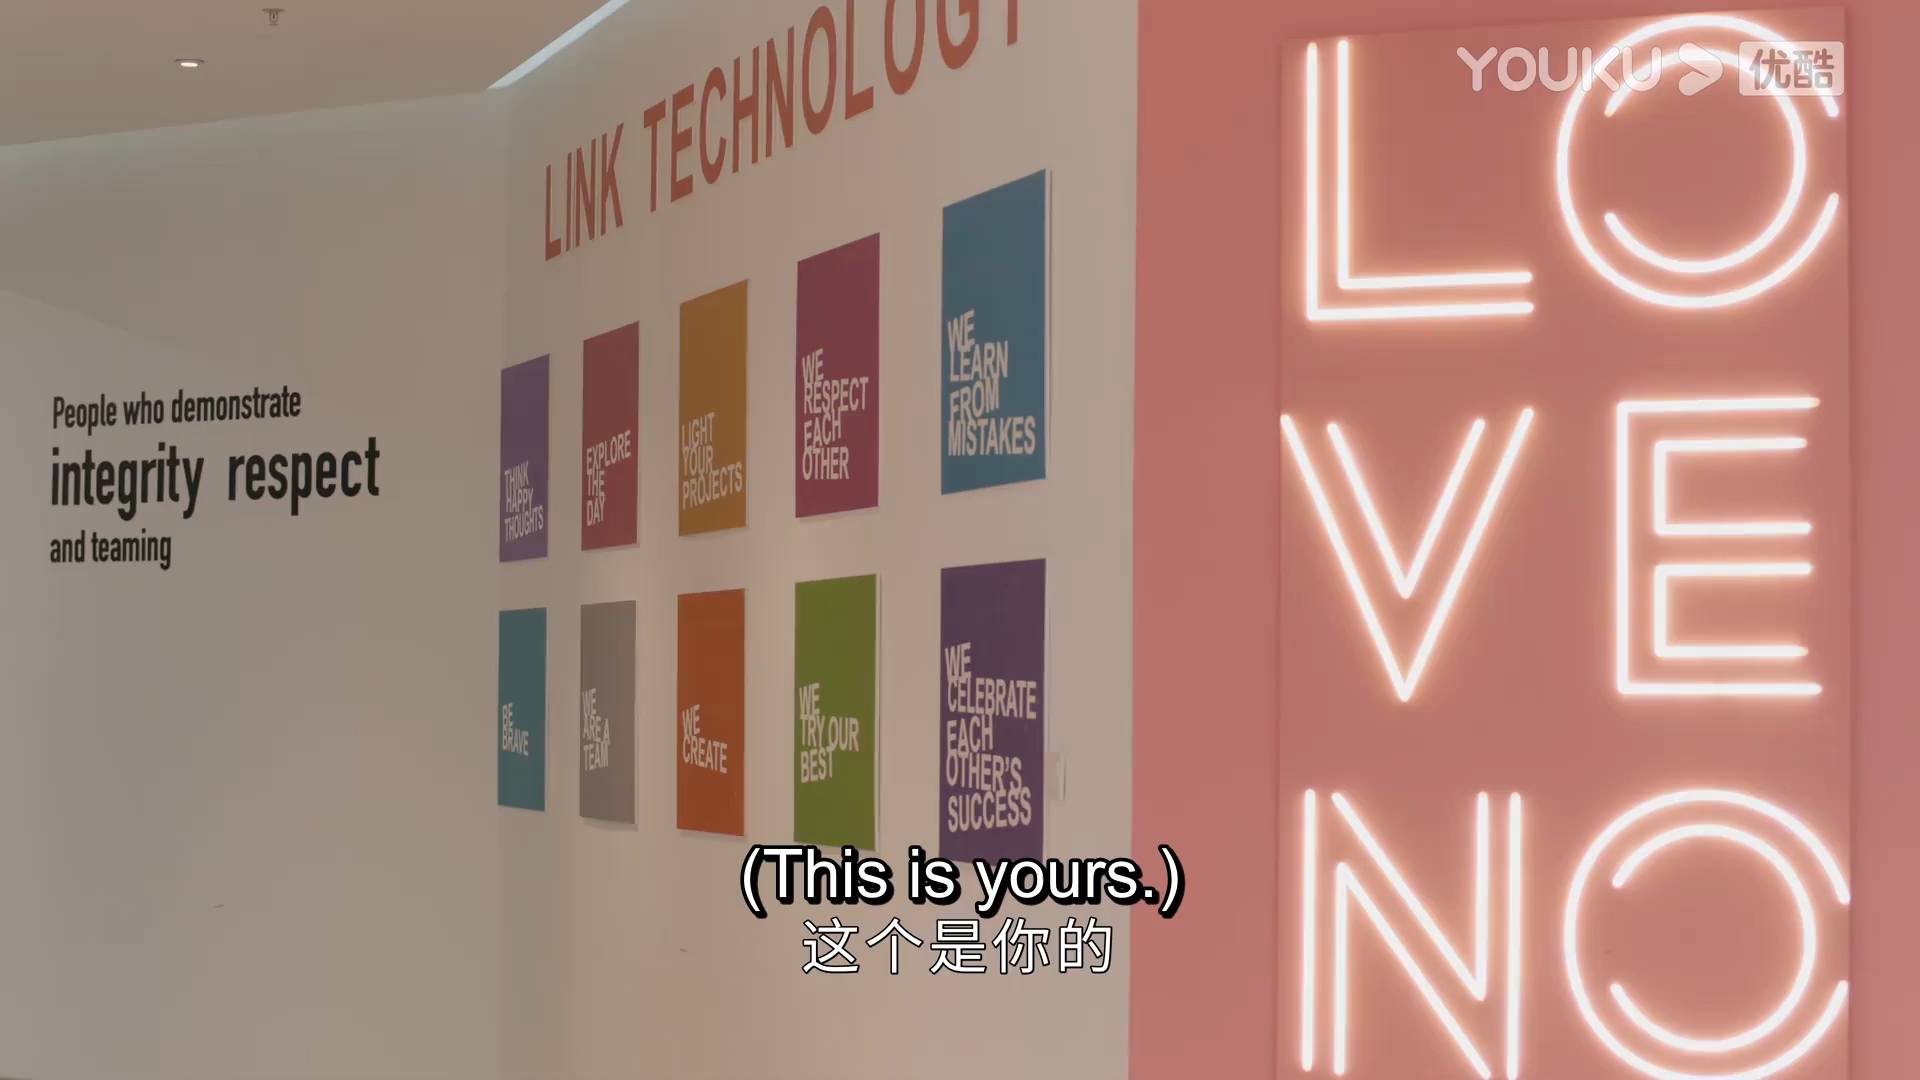 YOUKU 优酷
LINK TECHNOLOGY
People who demonstrate
integrity respect
and teaming
THINK
HAPPY
THOUGHTS
EXPLORE
THE
DAY
LIGHT
YOUR
PROJECTS
WE
RESPECT
EACH
OTHER
WE
LEARN
FROM
MISTAKES
BE
BRAVE
WE
ARE A
TEAM
WE
CREATE
WE
TRY OUR
BEST
WE
CELEBRATE
EACH
OTHER'S
SUCCESS
LO
VE
NO
(This is yours.)
这个是你的